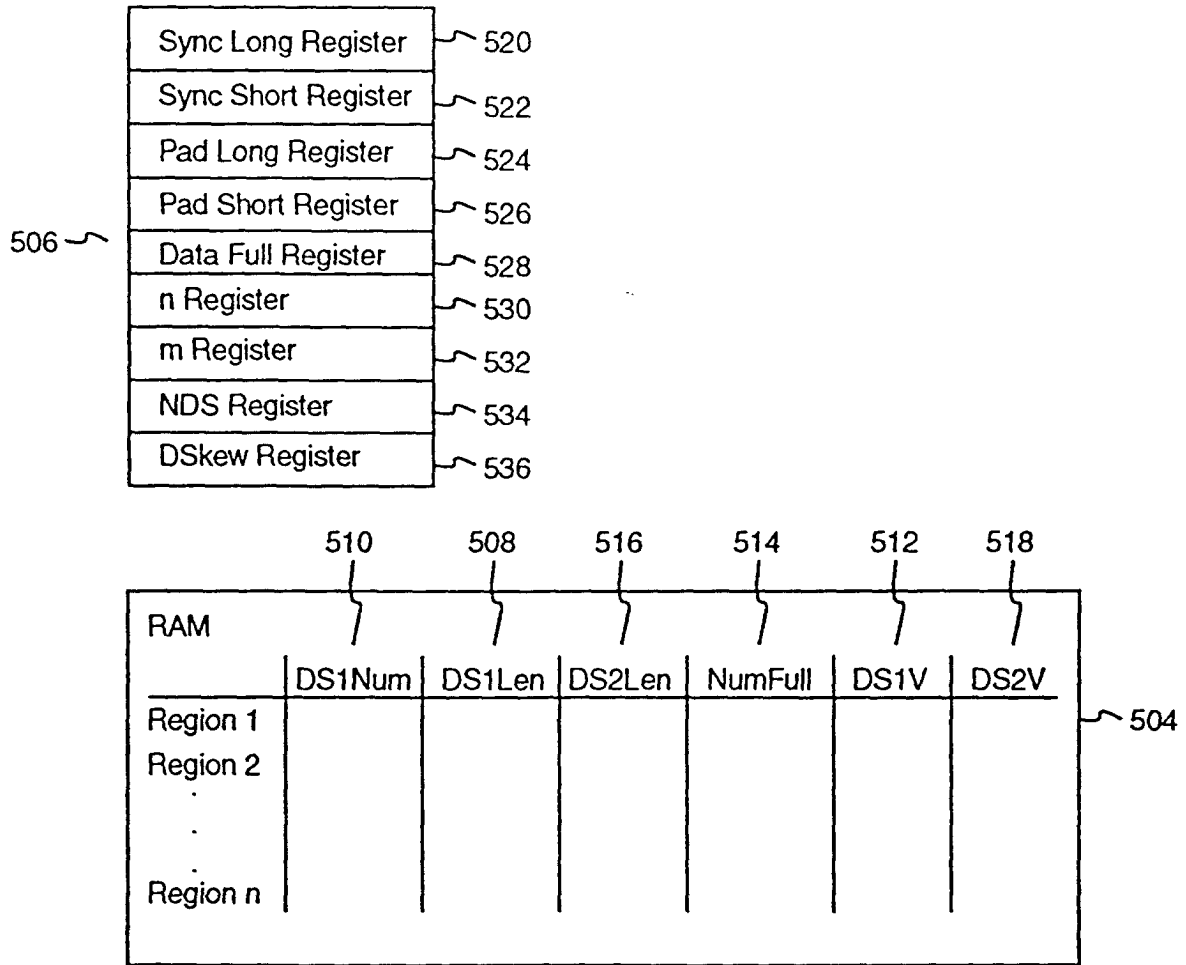 Sync Long Register 520
Sync Short Register 522
Pad Long Register 524
Pad Short Register 526
506
Data Full Register 528
n Register 530
m Register 532
NDS Register 534
DSkew Register 536
510 508 516 514 512 518
RAM
DS1Num DS1Len DS2Len NumFull DS1V DS2V
Region 1 504
Region 2
.
.
.
Region n